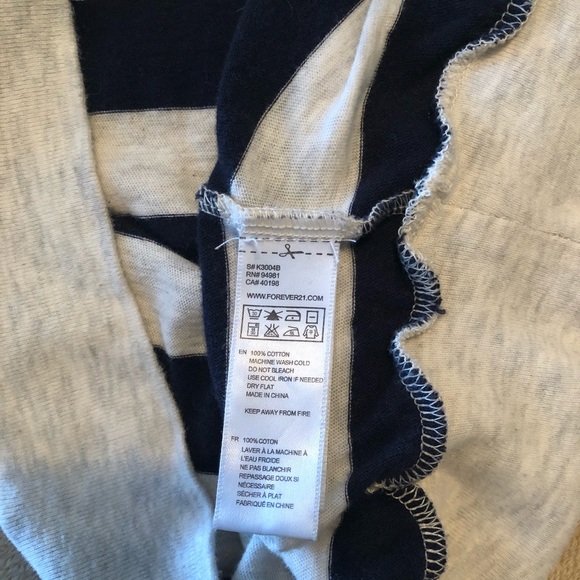 S# K3004B
RN# 94981
CA# 40198
WWW.FOREVER21.COM
EN 100% COTTON
MACHINE WASH COLD
DO NOT BLEACH
USE COOL IRON IF NEEDED
DRY FLAT
MADE IN CHINA
KEEP AWAY FROM FIRE
FR 100% COTON
LAVER À LA MACHINE À
L'EAU FROIDE
NE PAS BLANCHIR
REPASSAGE DOUX SI
NÉCESSAIRE
SÉCHER À PLAT
FABRIQUÉ EN CHINE